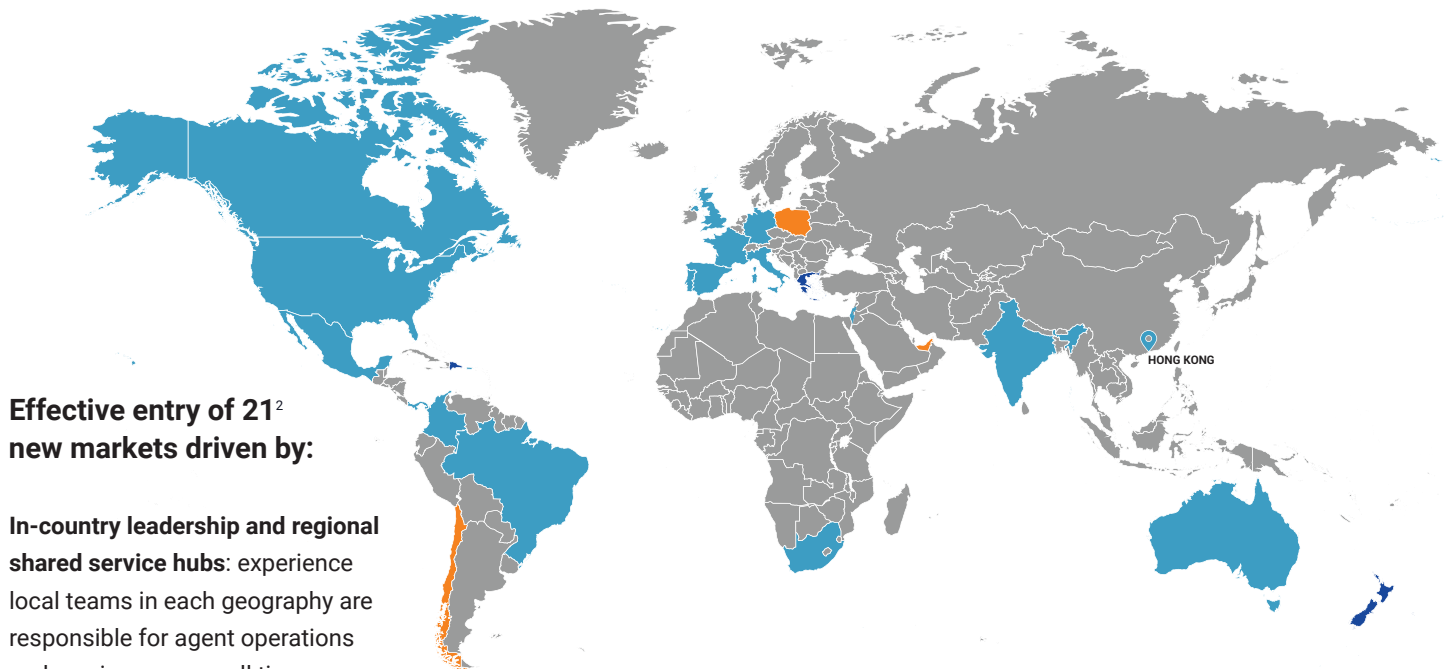 HONG KONG
Effective entry of 21²
new markets driven by:
In-country leadership and regional
shared service hubs: experience
local teams in each geography are
responsible for agent operations